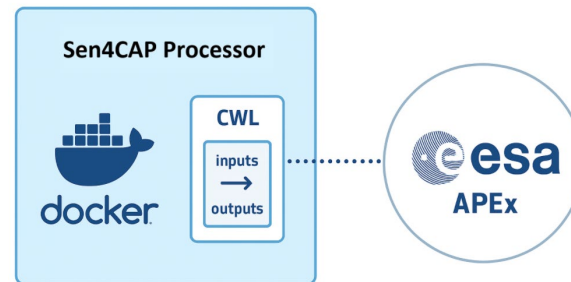 Sen4CAP Processor
docker
CWL
inputs
outputs
esa
APEx